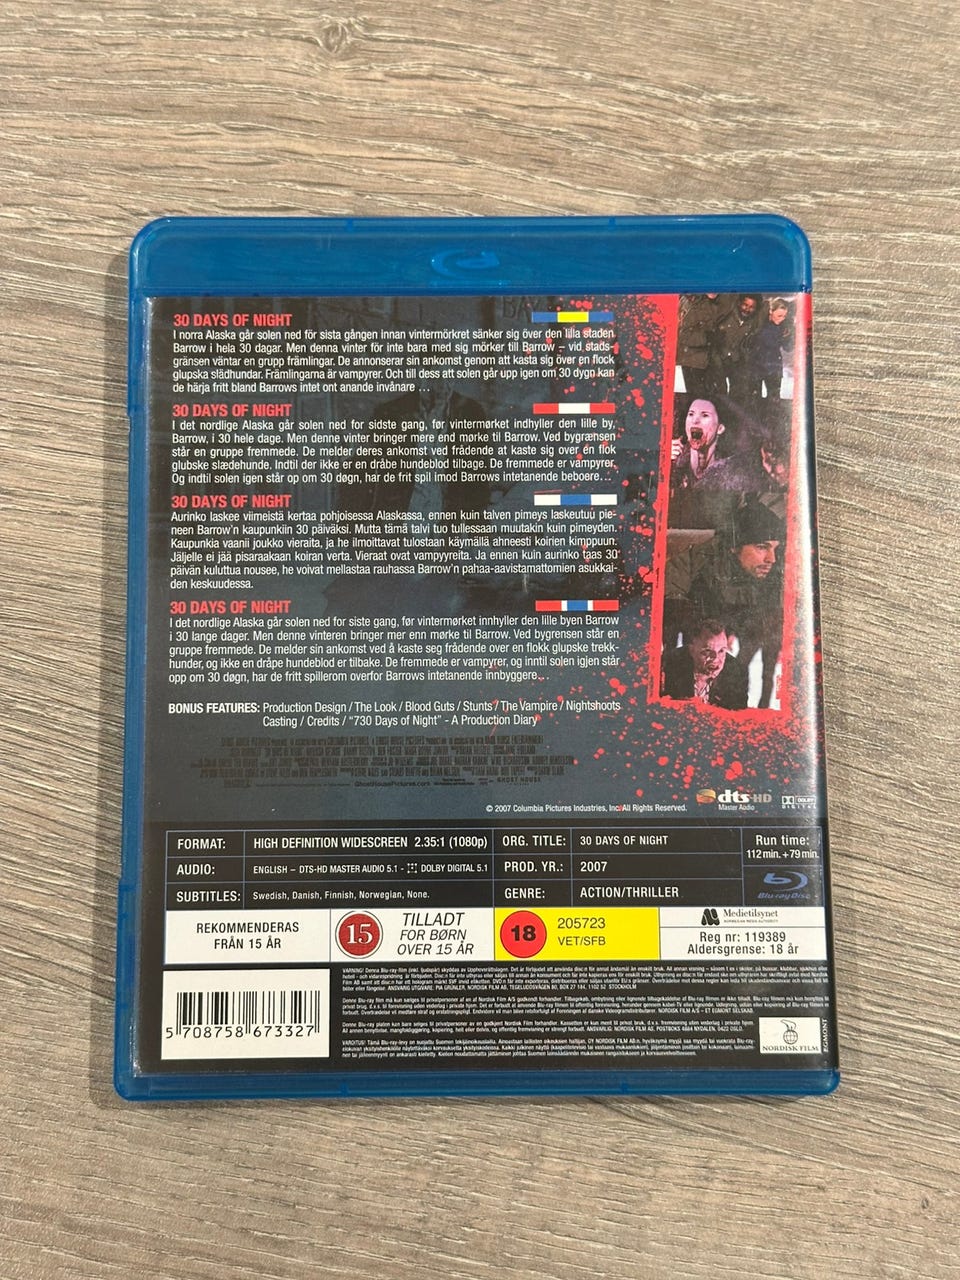 30 DAYS OF NIGHT
I norra Alaska går solen ned för sista gången innan vintermörkret sänker sig över den lilla staden
Barrow i hela 30 dagar. Men denna vinter för inte bara med sig mörker till Barrow – vid stads-
gränsen väntar en grupp främlingar. De annonserar sin ankomst genom att kasta sig över en flock
glupska slädhundar. Främlingarna är vampyrer. Och till dess att solen går upp igen om 30 dygn kan
de härja fritt bland Barrows intet ont anande invånare ...
30 DAYS OF NIGHT
I det nordlige Alaska går solen ned for sidste gang, før vintermørket indhyller den lille by,
Barrow, i 30 hele dage. Men denne vinter bringer mere end mørke til Barrow. Ved bygrænsen
står en gruppe fremmede. De melder deres ankomst ved frådende at kaste sig over en flok
glubske slædehunde. Indtil der ikke er en dråbe hundeblod tilbage. De fremmede er vampyrer.
Og indtil solen igen står op om 30 døgn, har de frit spil imod Barrows intetanende beboere...
30 DAYS OF NIGHT
Aurinko laskee viimeistä kertaa pohjoisessa Alaskassa, ennen kuin talven pimeys laskeutuu pie-
neen Barrow'n kaupunkiin 30 päiväksi. Mutta tämä talvi tuo tullessaan muutakin kuin pimeyden.
Kaupunkia vaanii joukko vieraita, ja he ilmoittavat tulostaan käymällä ahneesti koirien kimppuun.
Jäljelle ei jää pisaraakaan koiran verta. Vieraat ovat vampyyreita. Ja ennen kuin aurinko taas 30
päivän kuluttua nousee, he voivat mellastaa rauhassa Barrow'n pahaa-aavistamattomien asukkai-
den keskuudessa.
30 DAYS OF NIGHT
I det nordlige Alaska går solen ned for siste gang, før vintermørket innhyller den lille byen Barrow
i 30 lange dager. Men denne vinteren bringer mer enn mørke til Barrow. Ved bygrensen står en
gruppe fremmede. De melder sin ankomst ved å kaste seg frådende over en flokk glupske trekk-
hunder, og ikke en dråpe hundeblod er tilbake. De fremmede er vampyrer, og inntil solen igjen står
opp om 30 døgn, har de fritt spillerom overfor Barrows intetanende innbyggere...
BONUS FEATURES: Production Design / The Look / Blood Guts / Stunts / The Vampire / Nightshoots
Casting / Credits / "730 Days of Night" - A Production Diary
GhostHousePictures.com
© 2007 Columbia Pictures Industries, Inc. All Rights Reserved.
dts-HD
Master Audio
DOLBY
DIGITAL
FORMAT: HIGH DEFINITION WIDESCREEN 2.35:1 (1080p) ORG. TITLE: 30 DAYS OF NIGHT
Run time:
112 min. + 79 min.
AUDIO: ENGLISH – DTS-HD MASTER AUDIO 5.1 - DOLBY DIGITAL 5.1 PROD. YR.: 2007
Blu-ray Disc
SUBTITLES: Swedish, Danish, Finnish, Norwegian, None. GENRE: ACTION/THRILLER
REKOMMENDERAS
FRÅN 15 ÅR
15
TILLADT
FOR BØRN
OVER 15 ÅR
18
205723
VET/SFB
Medietilsynet
NORWEGIAN MEDIA AUTHORITY
Reg nr: 119389
Aldersgrense: 18 år
5 708758 673327
NORDISK FILM
EGMONT